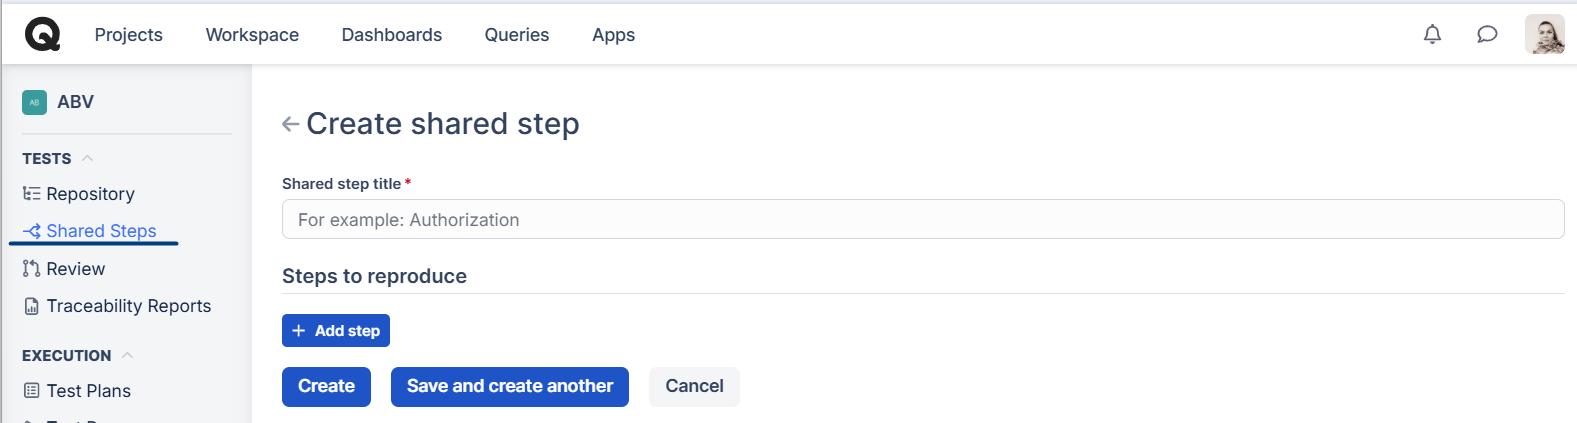 Projects Workspace Dashboards Queries Apps
AB ABV
Create shared step
TESTS
Repository
Shared Steps
Review
Traceability Reports
EXECUTION
Test Plans
Shared step title *
For example: Authorization
Steps to reproduce
+ Add step
Create Save and create another Cancel